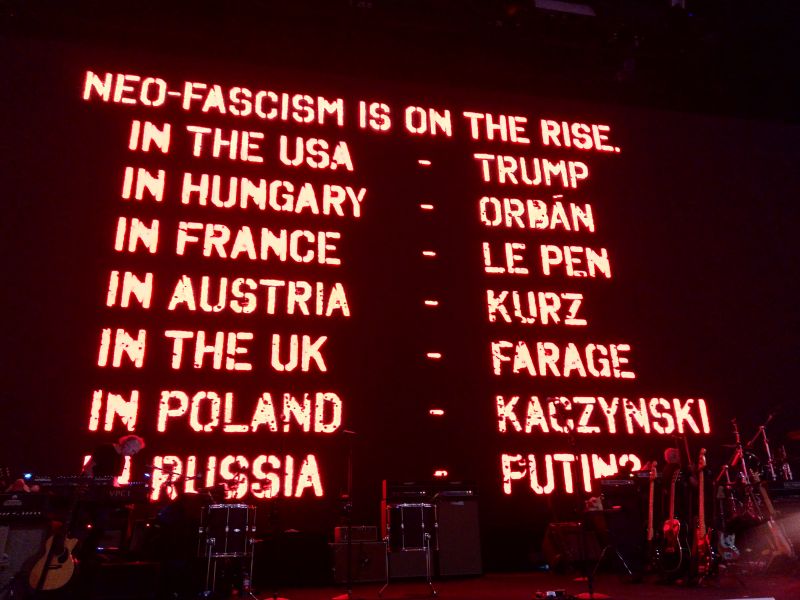 NEO-FASCISM IS ON THE RISE.
IN THE USA - TRUMP
IN HUNGARY - ORBÁN
IN FRANCE - LE PEN
IN AUSTRIA - KURZ
IN THE UK - FARAGE
IN POLAND - KACZYNSKI
IN RUSSIA - PUTIN?